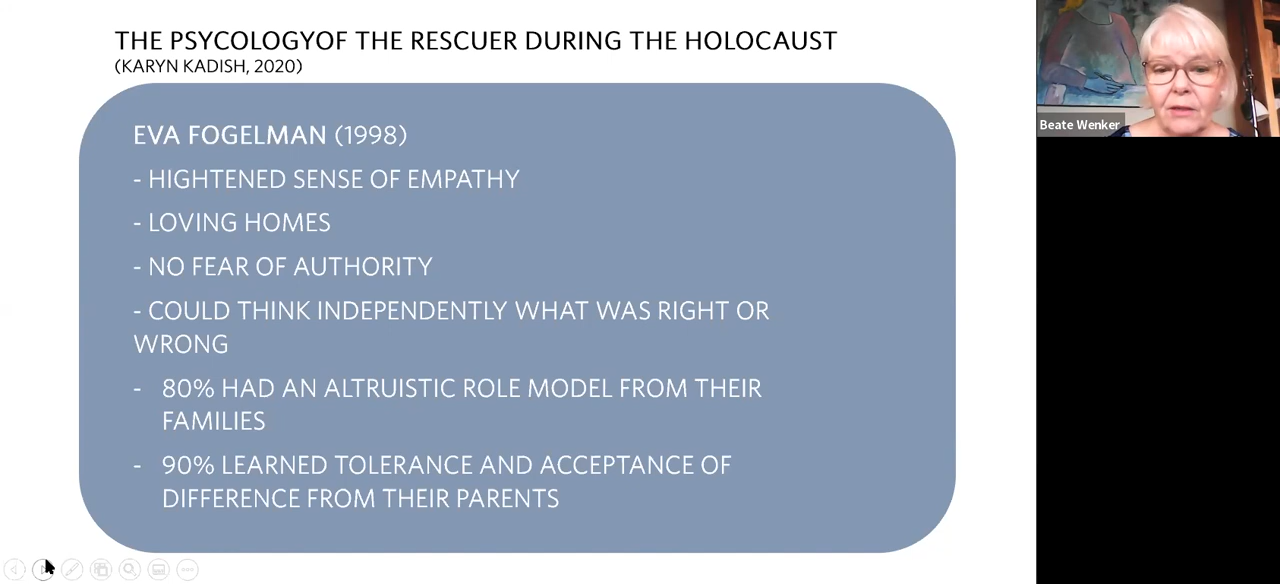 THE PSYCOLOGYOF THE RESCUER DURING THE HOLOCAUST
(KARYN KADISH, 2020)
EVA FOGELMAN (1998)
- HIGHTENED SENSE OF EMPATHY
- LOVING HOMES
- NO FEAR OF AUTHORITY
- COULD THINK INDEPENDENTLY WHAT WAS RIGHT OR
WRONG
- 80% HAD AN ALTRUISTIC ROLE MODEL FROM THEIR
FAMILIES
- 90% LEARNED TOLERANCE AND ACCEPTANCE OF
DIFFERENCE FROM THEIR PARENTS
Beate Wenker